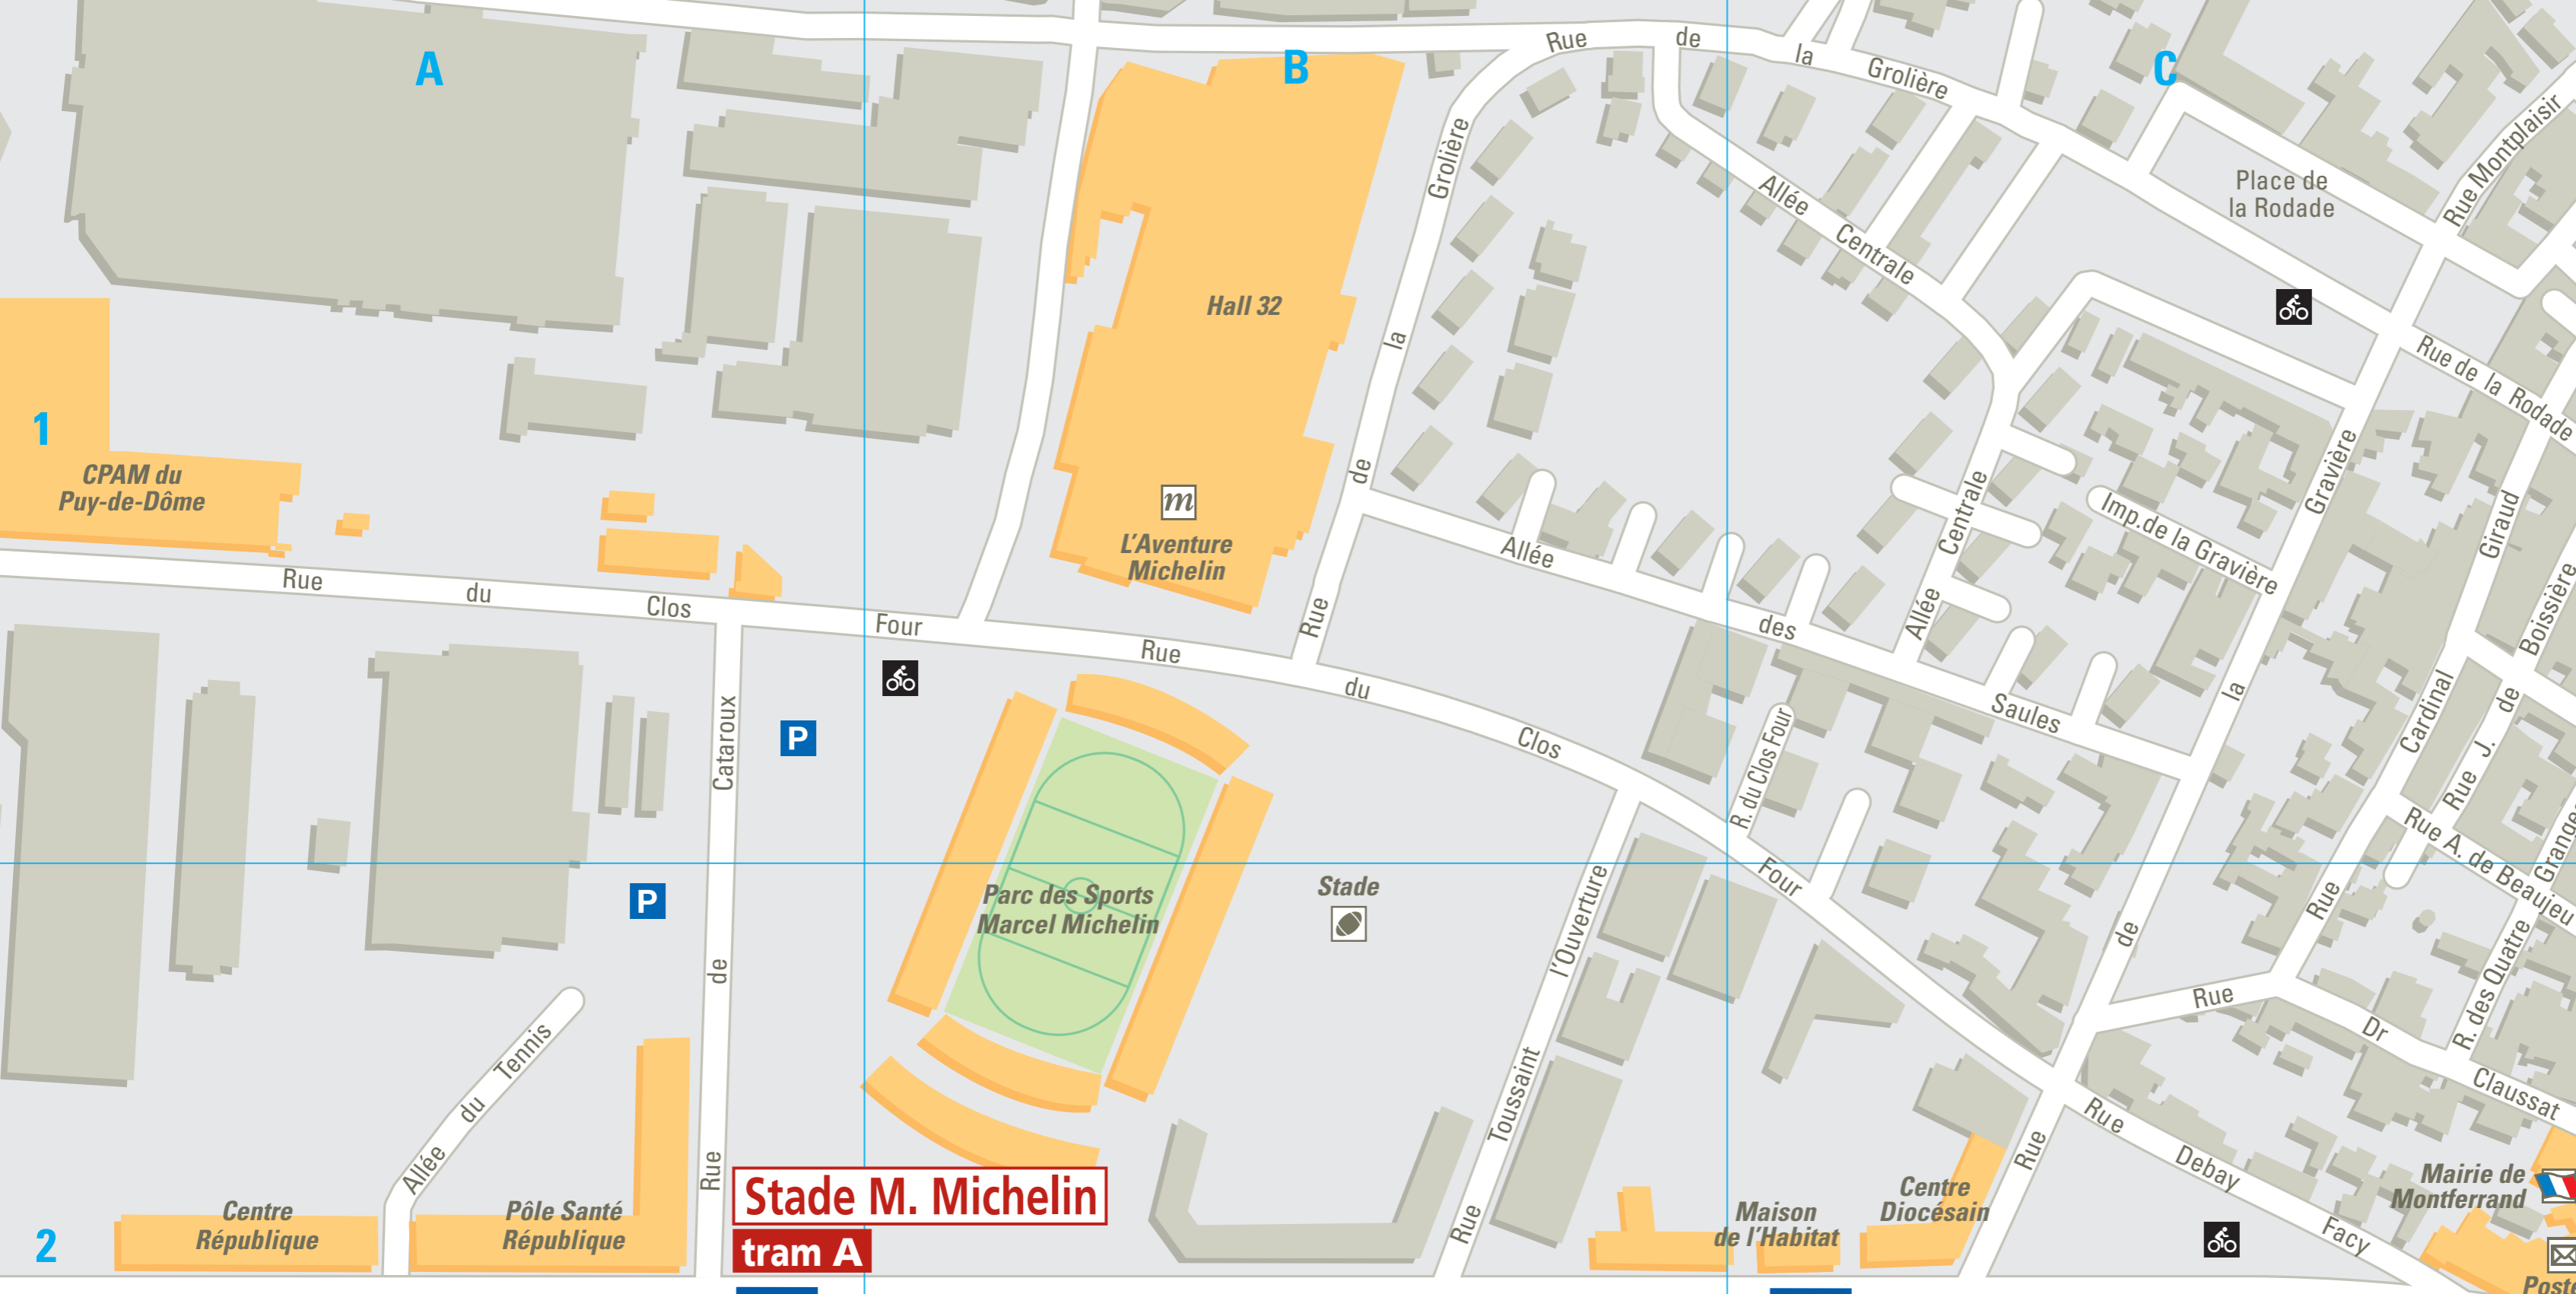 A
B
C
1
2
Rue de la Grolière
Rue de la Grolière
Allée Centrale
Allée Centrale
Place de
la Rodade
Rue Montplaisir
Rue de la Rodade
Hall 32
m
L'Aventure
Michelin
CPAM du
Puy-de-Dôme
Rue du Clos Four
Rue du Clos Four
R. du Clos Four
Allée des Saules
Imp.de la Gravière
Rue de la Gravière
Rue Cardinal Giraud
Rue J. de Boissière
Rue A. de Beaujeu
R. des Quatre
Grange
Rue Dr Claussat
Rue de Cataroux
P
P
Parc des Sports
Marcel Michelin
Stade
Rue Toussaint l'Ouverture
Allée du Tennis
Centre
République
Pôle Santé
République
Stade M. Michelin
tram A
Maison
de l'Habitat
Centre
Diocésain
Rue Debay Facy
Mairie de
Montferrand
Poste